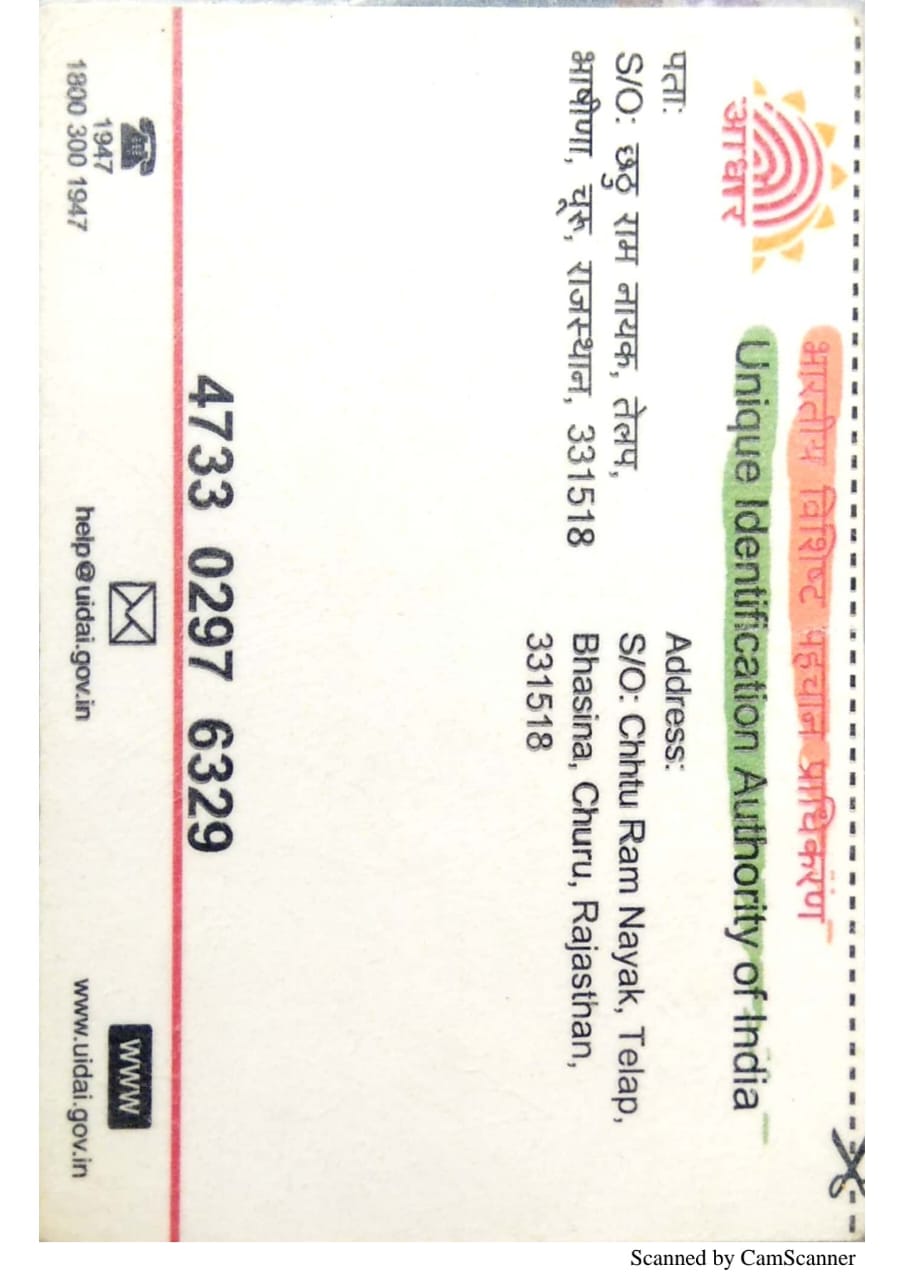 भारतीय विशिष्ट पहचान प्राधिकरण
Unique Identification Authority of India
आधार
पता:
S/O: छठु राम नायक, तेलप,
भाषीणा, चूरू, राजस्थान, 331518
Address:
S/O: Chhtu Ram Nayak, Telap,
Bhasina, Churu, Rajasthan,
331518
4733 0297 6329
1947
1800 300 1947
help@uidai.gov.in
www
www.uidai.gov.in
Scanned by CamScanner